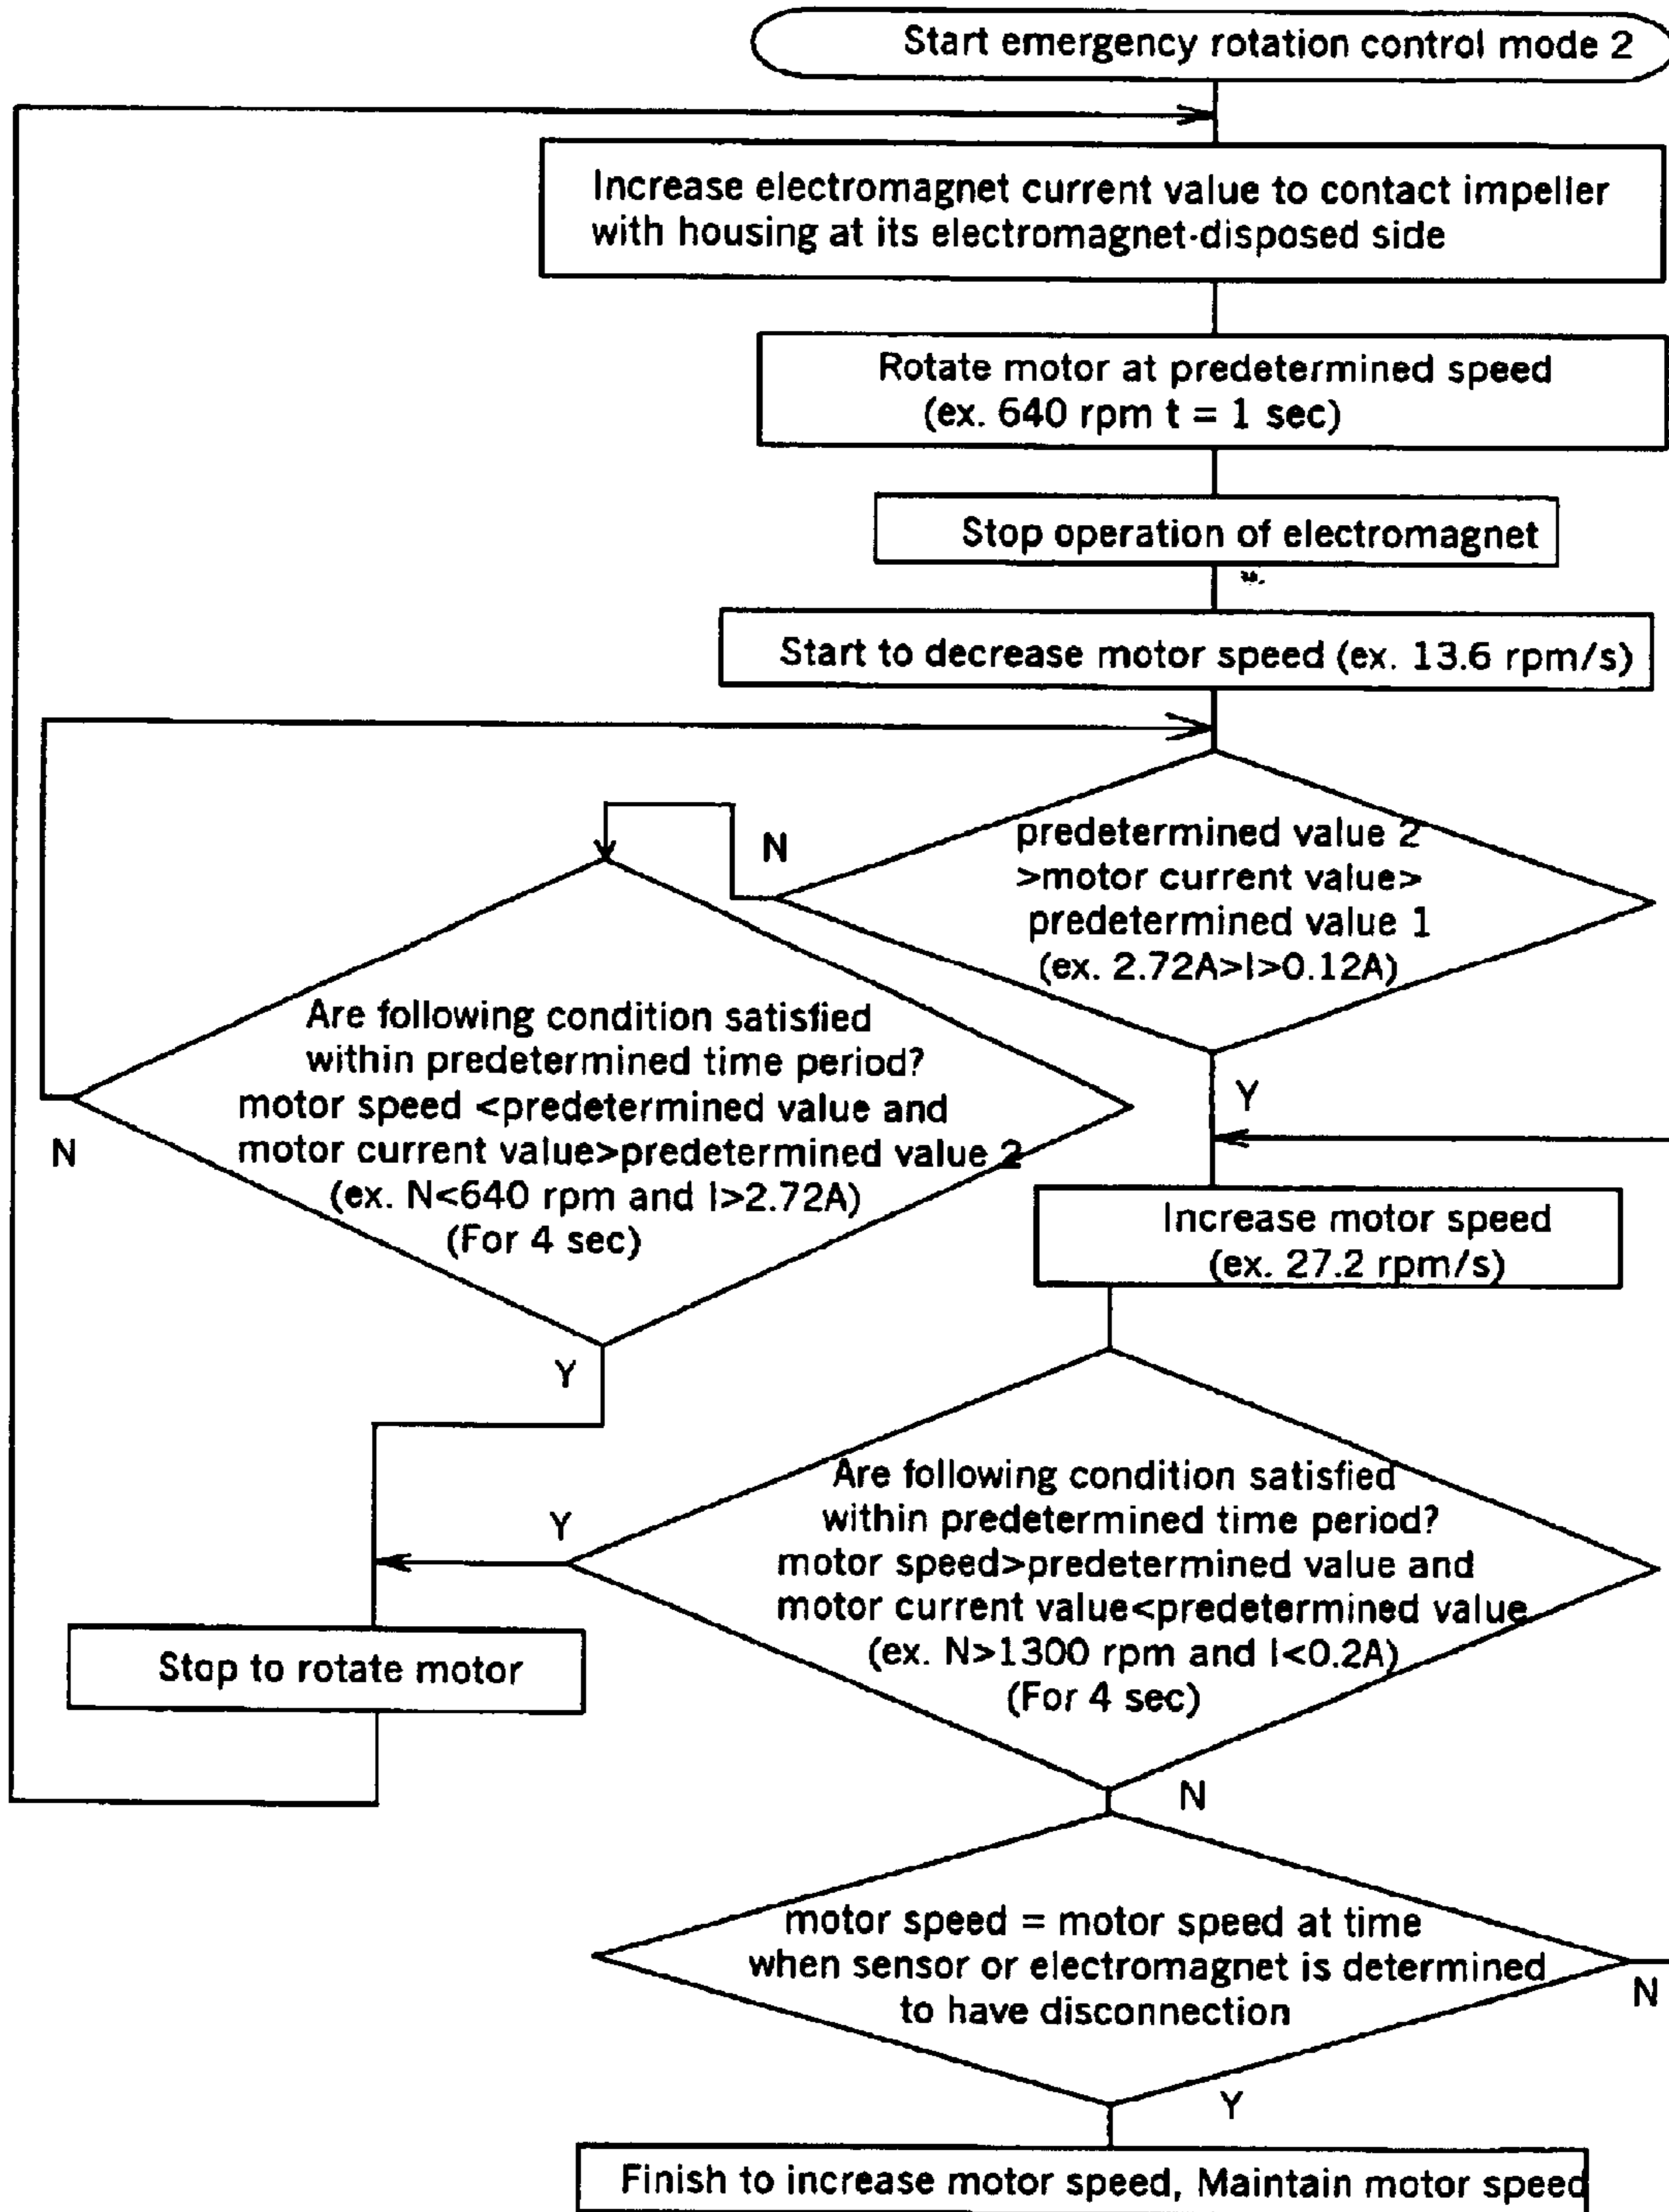 Start emergency rotation control mode 2
Increase electromagnet current value to contact impeller
with housing at its electromagnet-disposed side
Rotate motor at predetermined speed
(ex. 640 rpm t = 1 sec)
Stop operation of electromagnet
Start to decrease motor speed (ex. 13.6 rpm/s)
predetermined value 2
>motor current value>
predetermined value 1
(ex. 2.72A>I>0.12A)
N
Y
Are following condition satisfied
within predetermined time period?
motor speed <predetermined value and
motor current value>predetermined value 2
(ex. N<640 rpm and I>2.72A)
(For 4 sec)
N
Y
Increase motor speed
(ex. 27.2 rpm/s)
Are following condition satisfied
within predetermined time period?
motor speed>predetermined value and
motor current value<predetermined value
(ex. N>1300 rpm and I<0.2A)
(For 4 sec)
Y
N
Stop to rotate motor
motor speed = motor speed at time
when sensor or electromagnet is determined
to have disconnection
N
Y
Finish to increase motor speed, Maintain motor speed